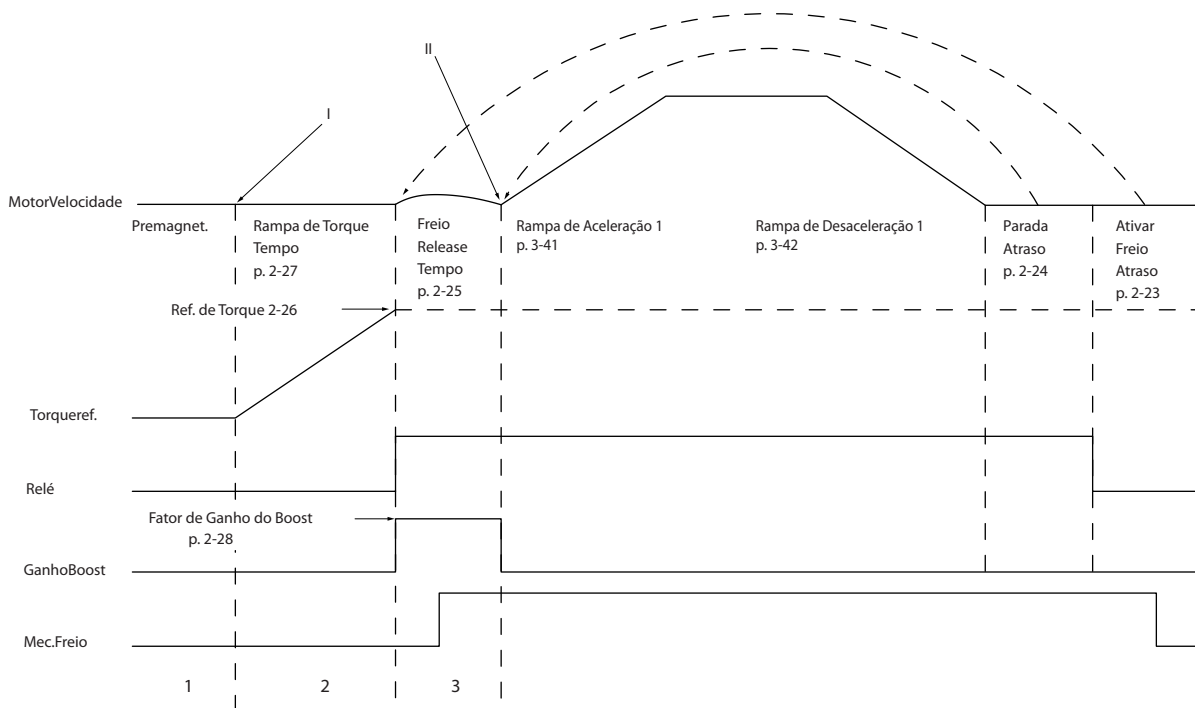 II
I
MotorVelocidade
Premagnet.
Rampa de Torque
Tempo
p. 2-27
Freio
Release
Tempo
p. 2-25
Rampa de Aceleração 1
p. 3-41
Rampa de Desaceleração 1
p. 3-42
Parada
Atraso
p. 2-24
Ativar
Freio
Atraso
p. 2-23
Ref. de Torque 2-26
Torqueref.
Relé
Fator de Ganho do Boost
p. 2-28
GanhoBoost
Mec.Freio
1
2
3